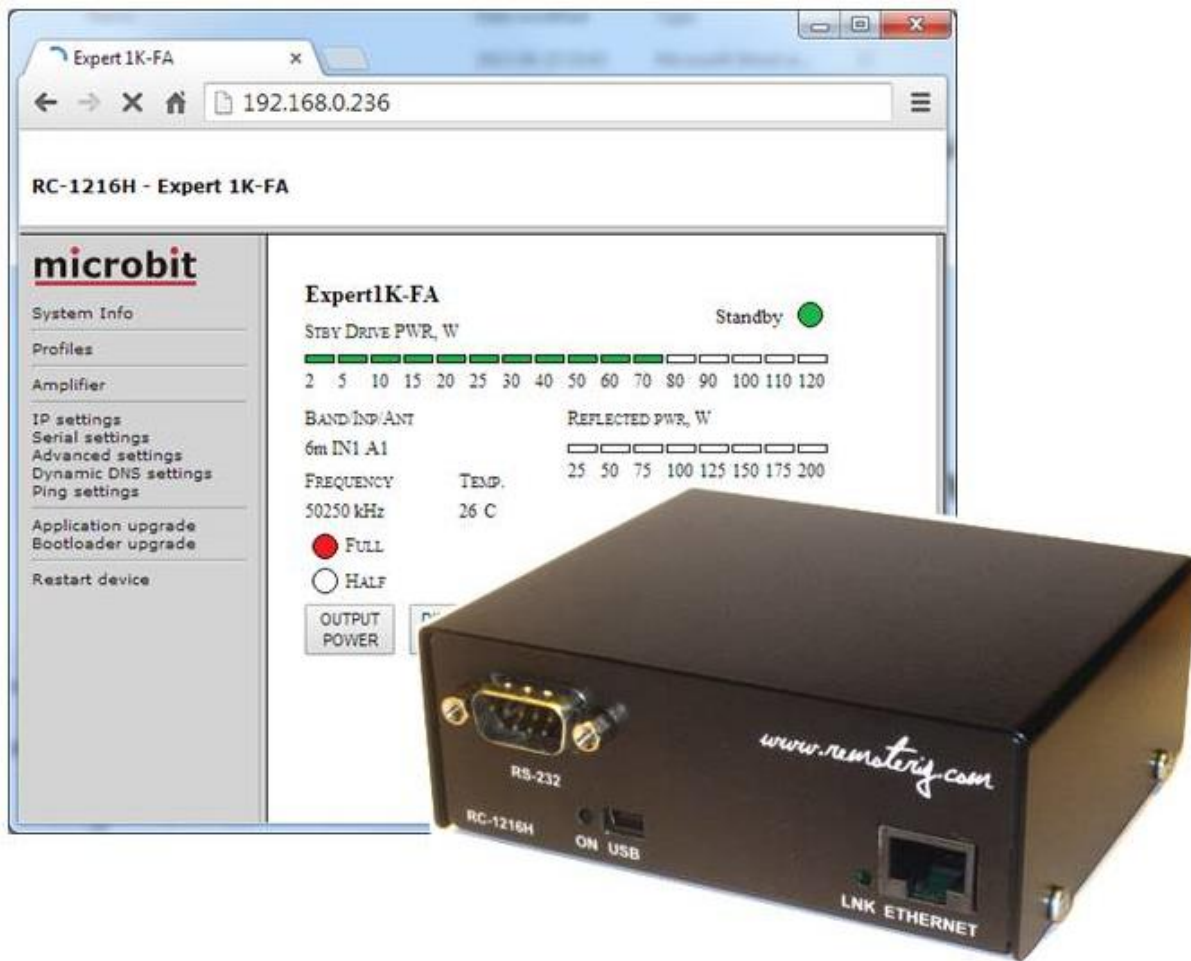 Expert 1K-FA
192.168.0.236
RC-1216H - Expert 1K-FA
microbit
System Info
Profiles
Amplifier
IP settings
Serial settings
Advanced settings
Dynamic DNS settings
Ping settings
Application upgrade
Bootloader upgrade
Restart device
Expert1K-FA
Standby
STBY DRIVE PWR, W
2 5 10 15 20 25 30 40 50 60 70 80 90 100 110 120
BAND/INP/ANT
6m IN1 A1
REFLECTED PWR, W
25 50 75 100 125 150 175 200
FREQUENCY TEMP.
50250 kHz 26 C
FULL
HALF
OUTPUT
POWER
www.remoterig.com
RS-232
RC-1216H
ON USB
LNK ETHERNET